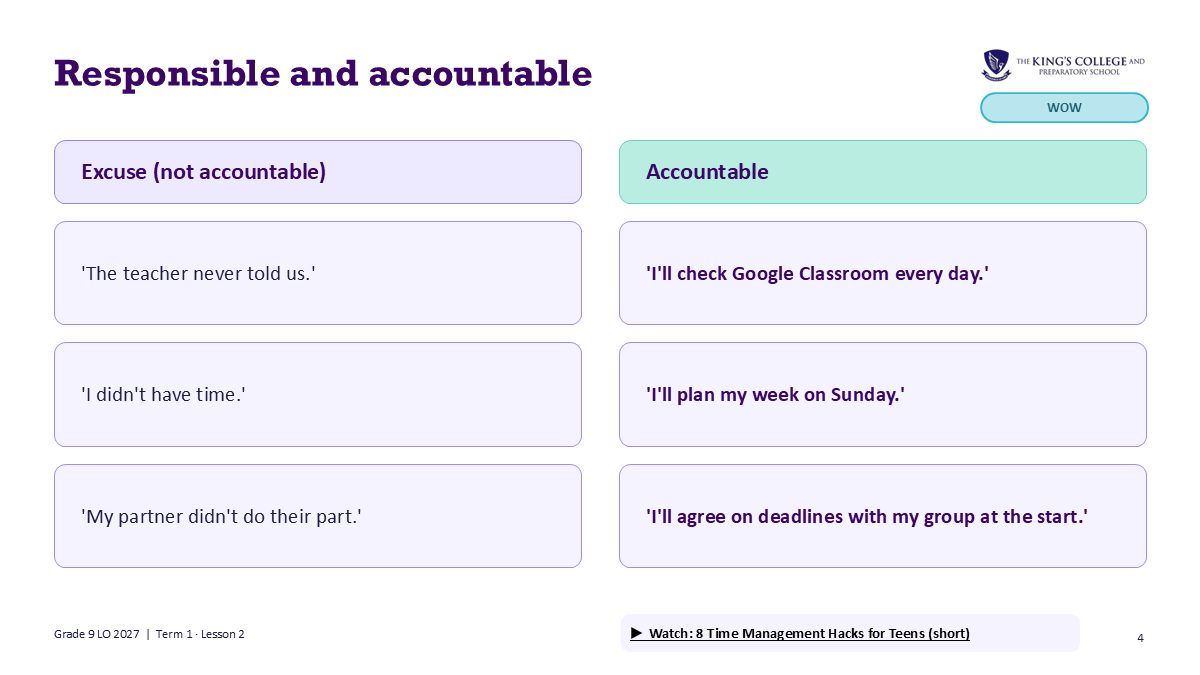 Responsible and accountable
THE KING'S COLLEGE AND
PREPARATORY SCHOOL
WOW
Excuse (not accountable)
Accountable
'The teacher never told us.'
'I'll check Google Classroom every day.'
'I didn't have time.'
'I'll plan my week on Sunday.'
'My partner didn't do their part.'
'I'll agree on deadlines with my group at the start.'
Grade 9 LO 2027 | Term 1 · Lesson 2
▶ Watch: 8 Time Management Hacks for Teens (short)
4